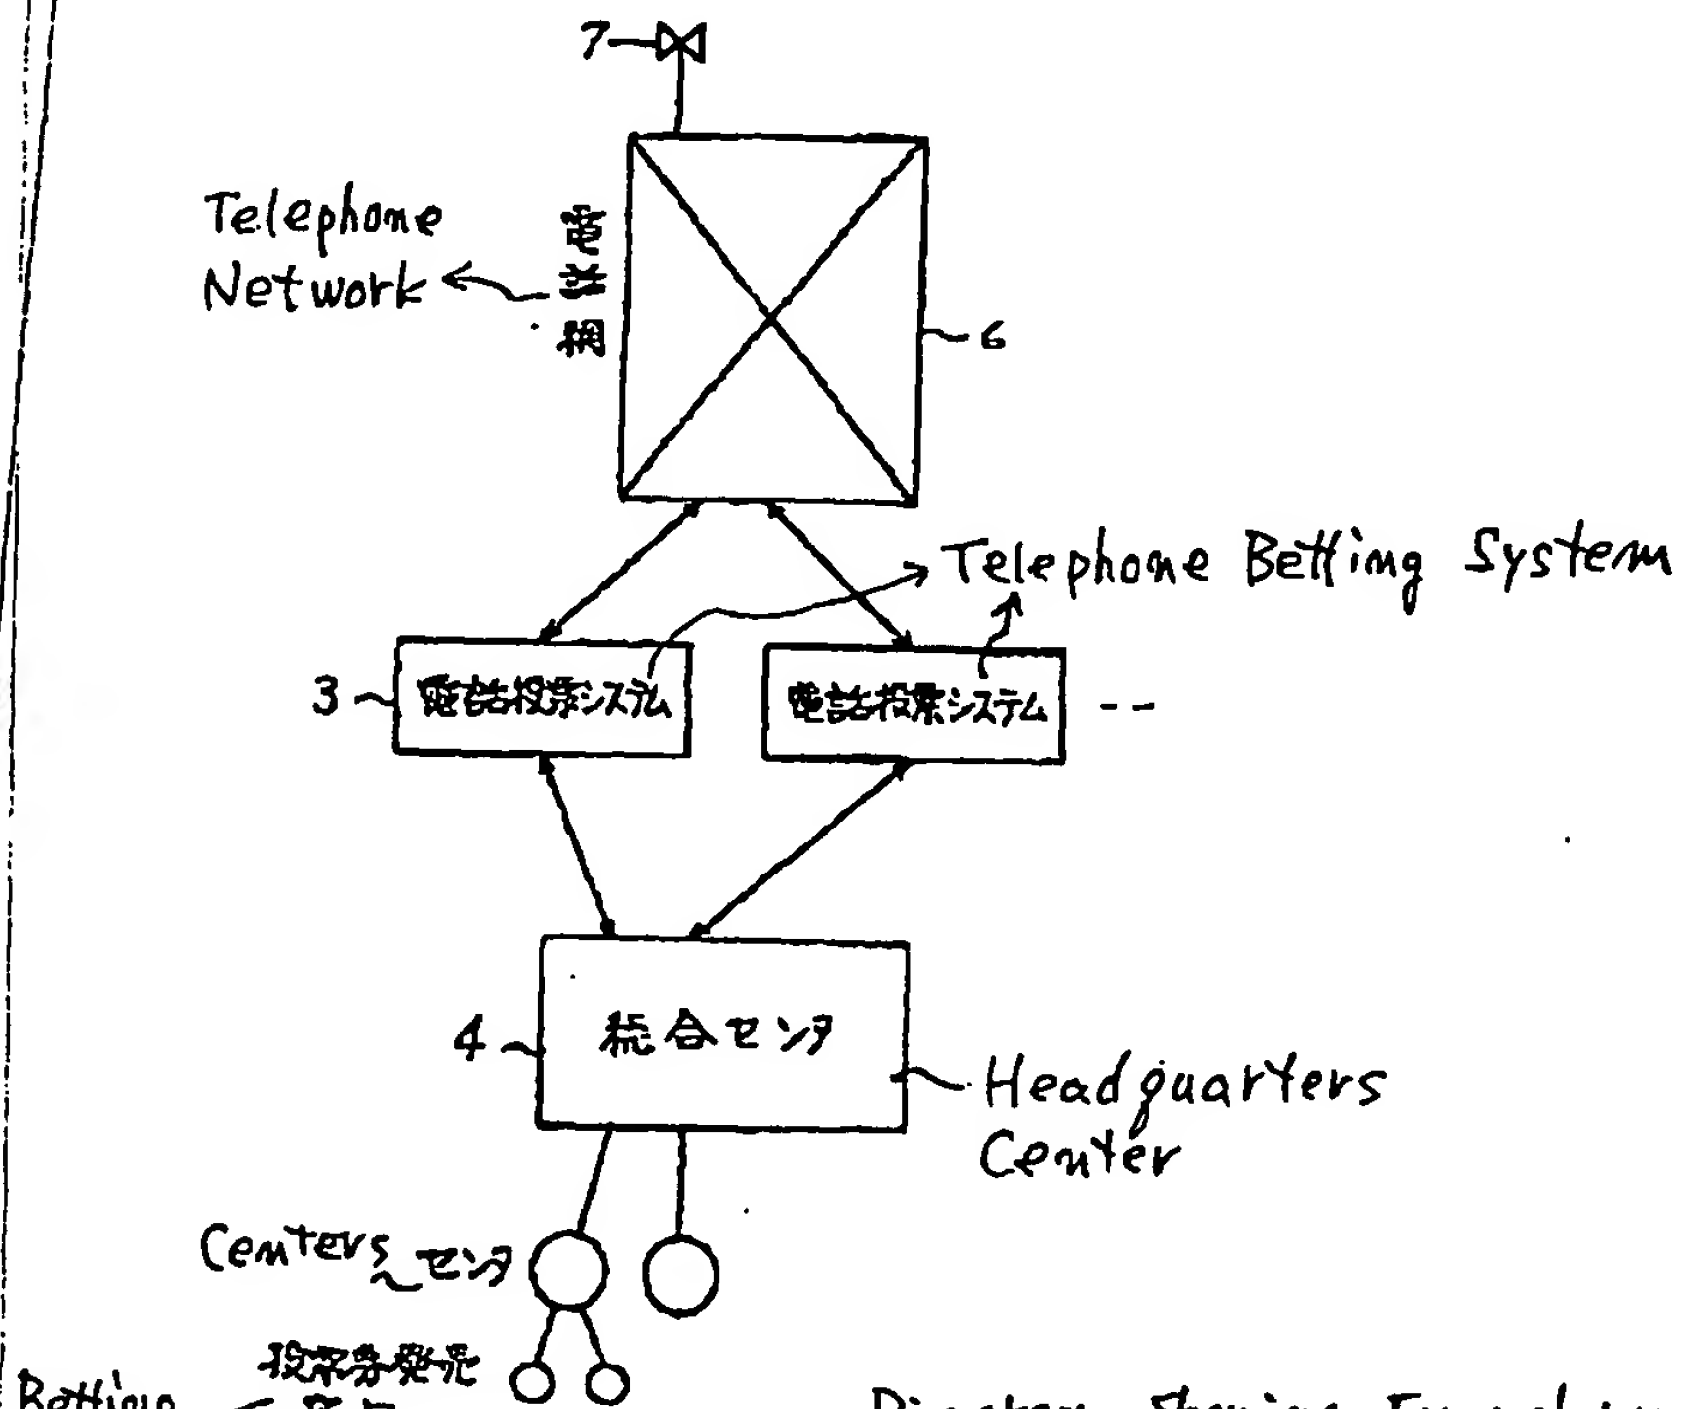 7
Telephone
Network
電話網
6
Telephone Betting System
3
電話投票システム
電話投票システム
--
4
統合センタ
Headquarters
Center
Centers
センタ
投票券発売
Betting